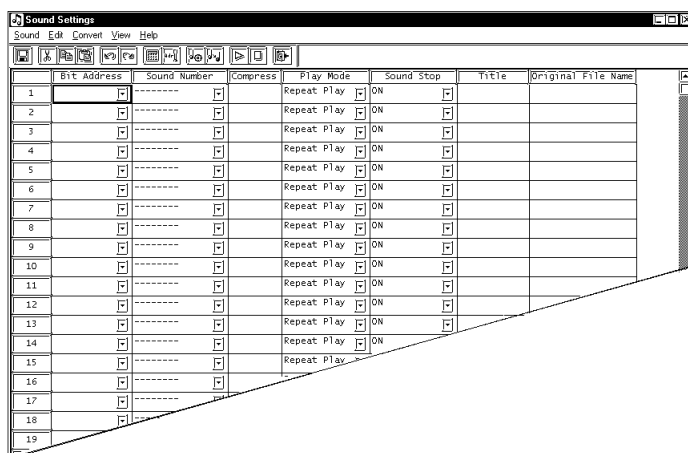 Sound Settings
Sound Edit Convert View Help
Bit Address Sound Number Compress Play Mode Sound Stop Title Original File Name
1 -------- Repeat Play ON
2 -------- Repeat Play ON
3 -------- Repeat Play ON
4 -------- Repeat Play ON
5 -------- Repeat Play ON
6 -------- Repeat Play ON
7 -------- Repeat Play ON
8 -------- Repeat Play ON
9 -------- Repeat Play ON
10 -------- Repeat Play ON
11 -------- Repeat Play ON
12 -------- Repeat Play ON
13 -------- Repeat Play ON
14 -------- Repeat Play ON
15 -------- Repeat Play
16 --------
17 --------
18
19